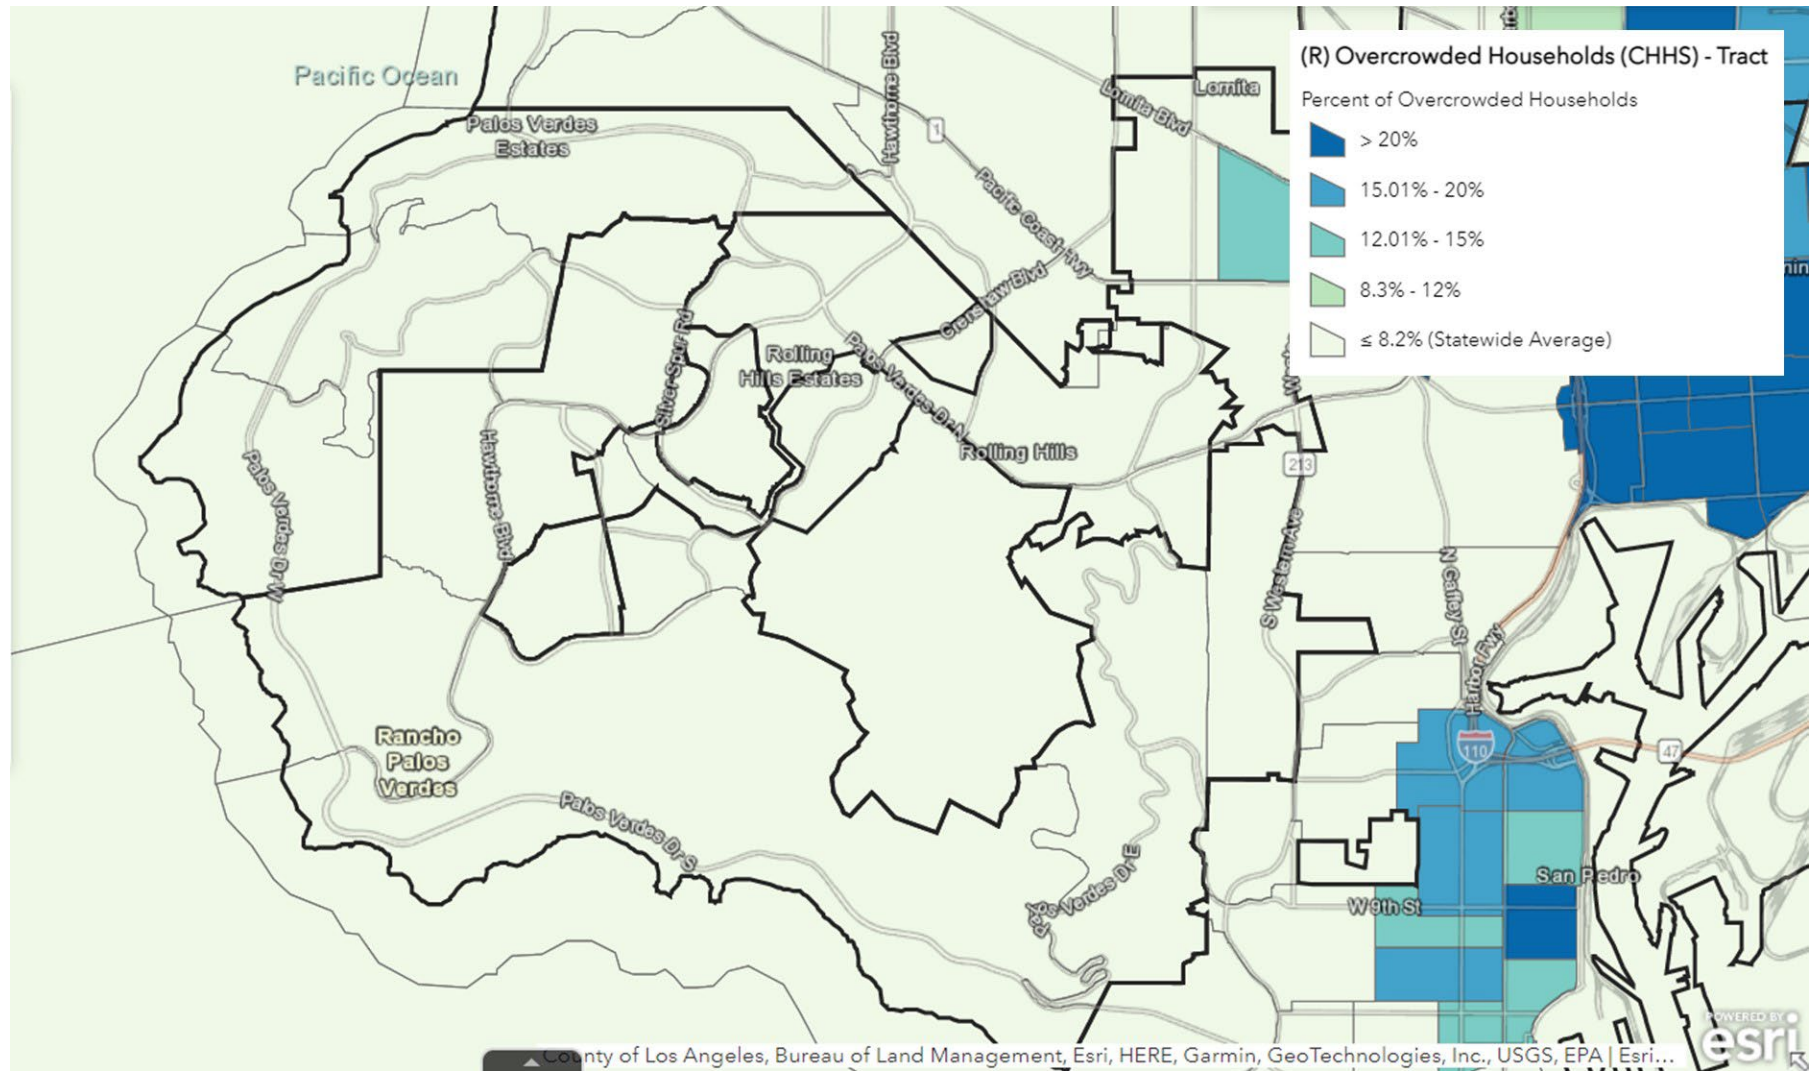 Pacific Ocean
Palos Verdes
Estates
Hawthorne Blvd
1
Lomita
Lomita Blvd
Pacific Coast Hwy
Crenshaw Blvd
Silver Spur Rd
Rolling
Hills Estates
Palos Verdes Dr N
Rolling Hills
Palos Verdes Dr W
Hawthorne Blvd
213
S Western Ave
N Gaffey St
Harbor Fwy
110
47
Rancho
Palos
Verdes
Palos Verdes Dr S
Palos Verdes Dr E
San Pedro
W 9th St
(R) Overcrowded Households (CHHS) - Tract
Percent of Overcrowded Households
> 20%
15.01% - 20%
12.01% - 15%
8.3% - 12%
≤ 8.2% (Statewide Average)
County of Los Angeles, Bureau of Land Management, Esri, HERE, Garmin, GeoTechnologies, Inc., USGS, EPA | Esri...
POWERED BY
esri